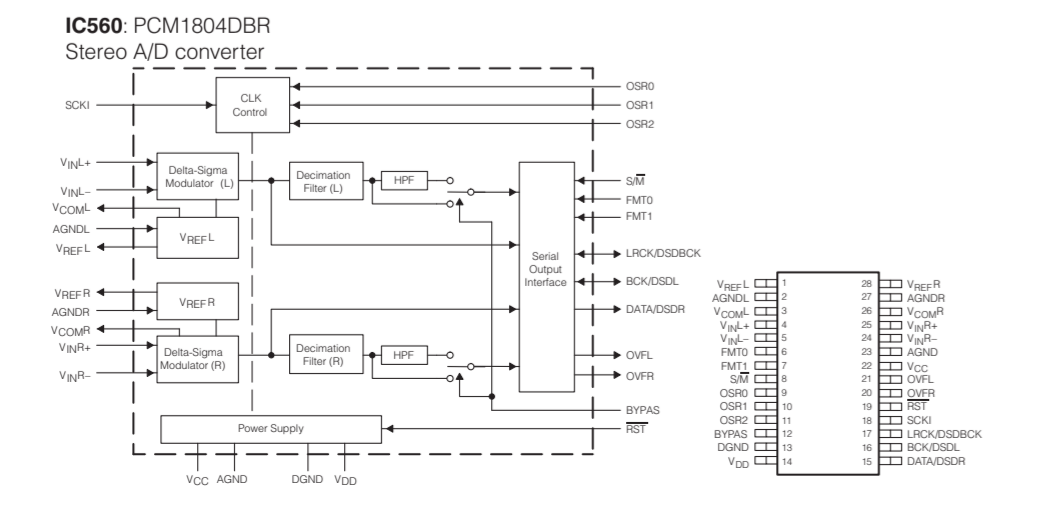 IC560: PCM1804DBR
Stereo A/D converter
SCKI
CLK
Control
OSR0
OSR1
OSR2
VINL+
VINL–
VCOML
AGNDL
VREFL
Delta-Sigma
Modulator (L)
VREFL
Decimation
Filter (L)
HPF
S/M
FMT0
FMT1
Serial
Output
Interface
LRCK/DSDBCK
BCK/DSDL
DATA/DSDR
VREFR
AGNDR
VCOMR
VINR+
VINR–
VREFR
Delta-Sigma
Modulator (R)
Decimation
Filter (R)
HPF
OVFL
OVFR
BYPAS
RST
Power Supply
VCC AGND DGND VDD
VREFL 1 28 VREFR
AGNDL 2 27 AGNDR
VCOML 3 26 VCOMR
VINL+ 4 25 VINR+
VINL– 5 24 VINR–
FMT0 6 23 AGND
FMT1 7 22 VCC
S/M 8 21 OVFL
OSR0 9 20 OVFR
OSR1 10 19 RST
OSR2 11 18 SCKI
BYPAS 12 17 LRCK/DSDBCK
DGND 13 16 BCK/DSDL
VDD 14 15 DATA/DSDR